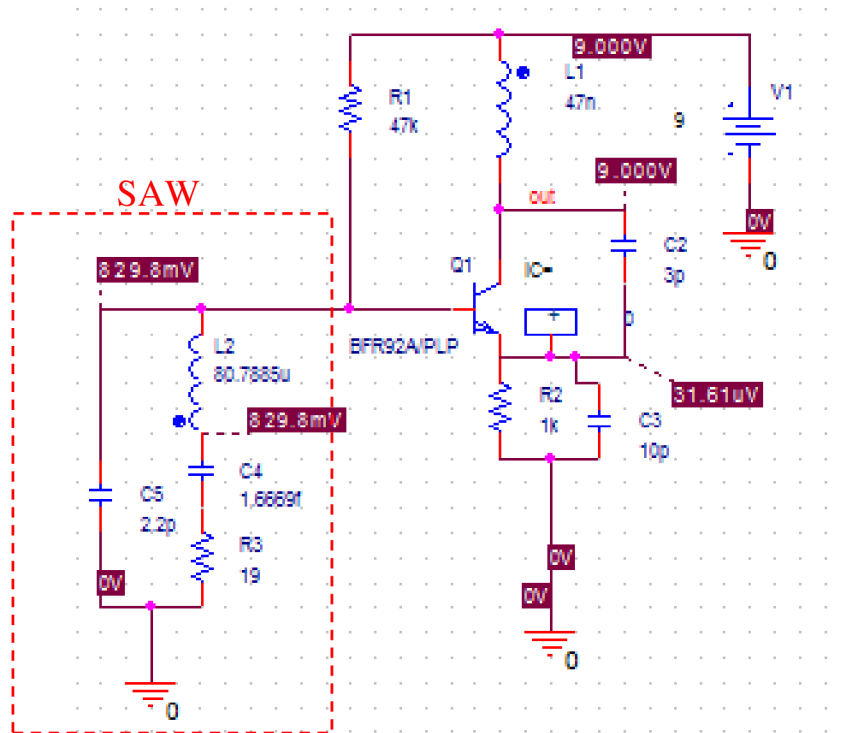 9.000V
L1
47n
V1
R1
47k
9
9.000V
SAW
out
0V
0
C2
3p
829.8mV
Q1
IC=
+
0
L2
80.7885u
BFR92A/PLP
31.61uV
829.8mV
R2
1k
C3
10p
C4
1.6669f
C5
2.2p
R3
19
0V
0V
0V
0
0